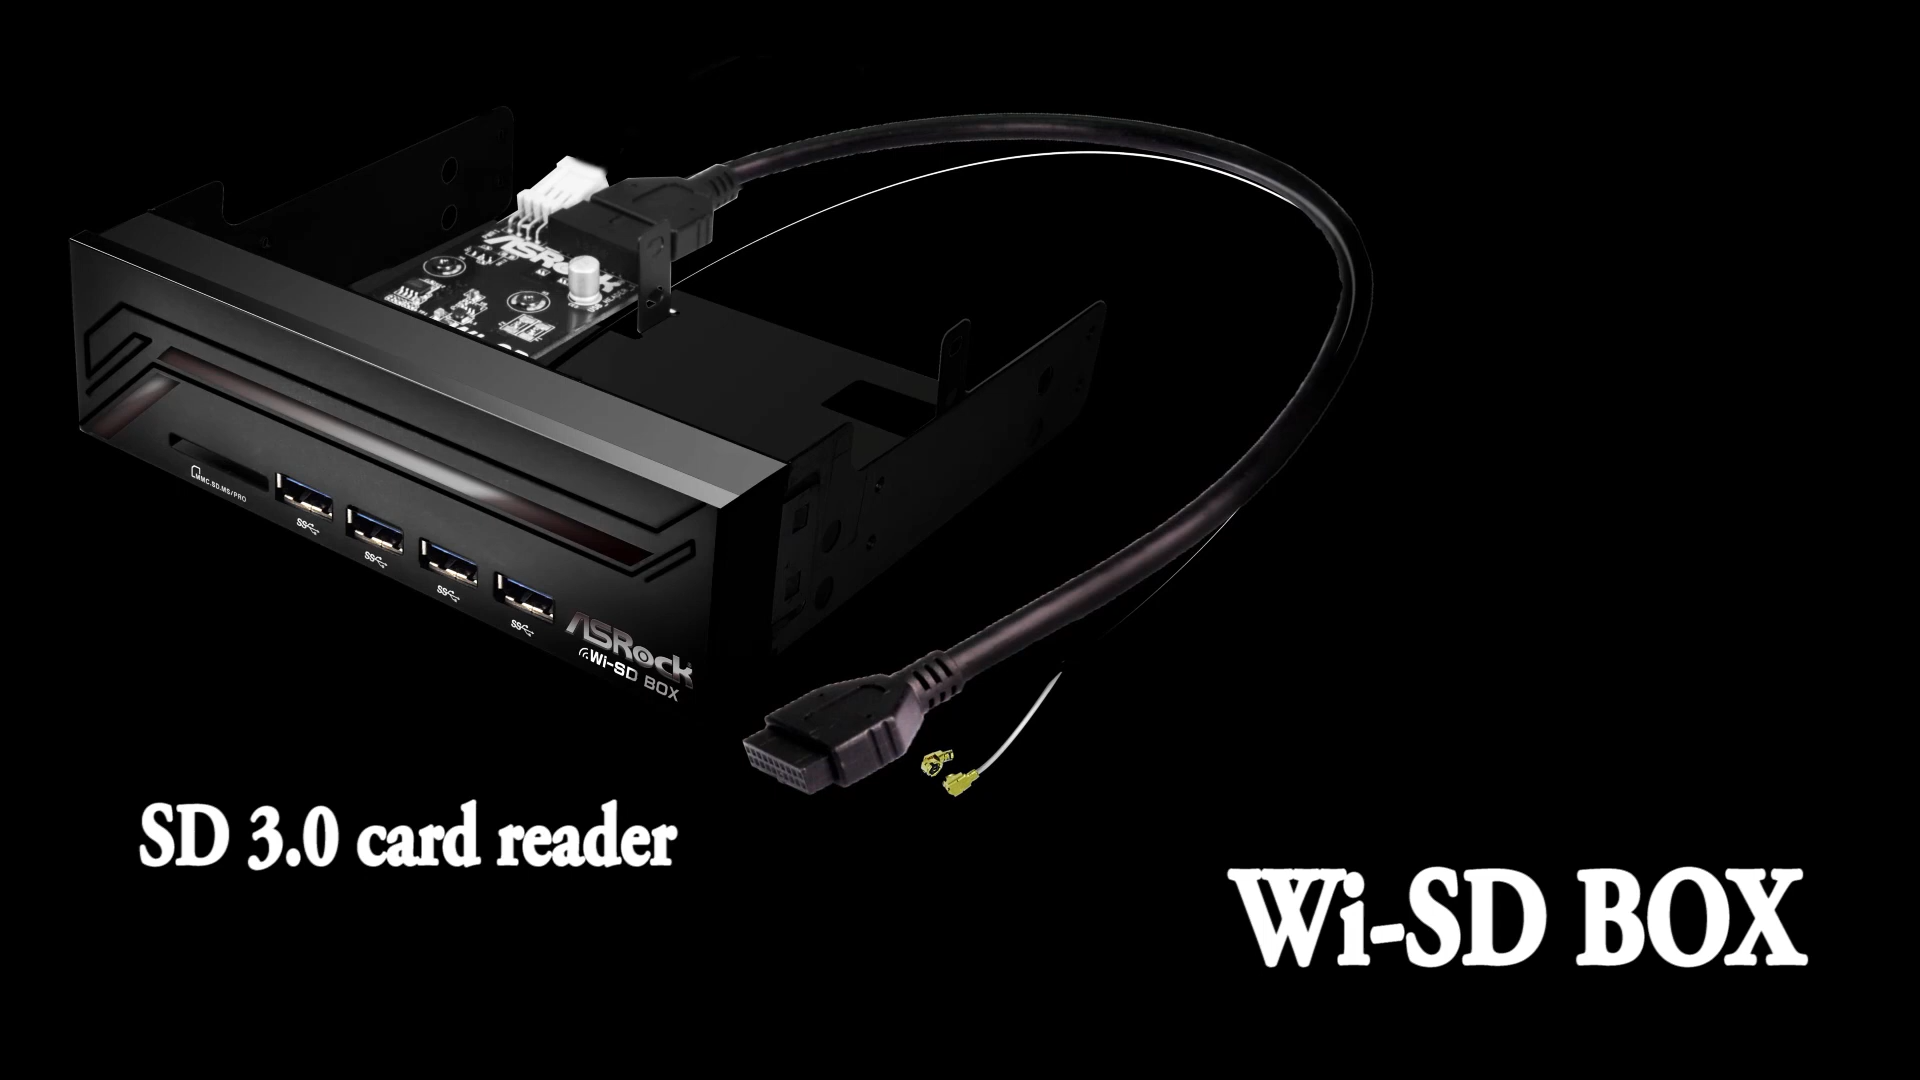 ASRock
MMC.SD.MS/PRO
SS
SS
SS
SS
ASRock
Wi-SD BOX
SD 3.0 card reader
Wi-SD BOX